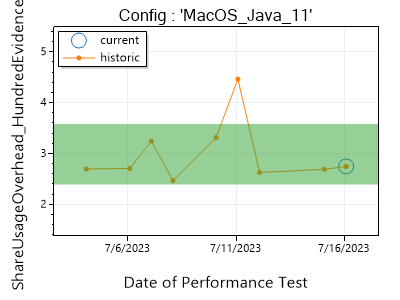 Config : 'MacOS_Java_11'
ShareUsageOverhead_HundredEvidence
current
historic
5
4
3
2
7/6/2023
7/11/2023
7/16/2023
Date of Performance Test